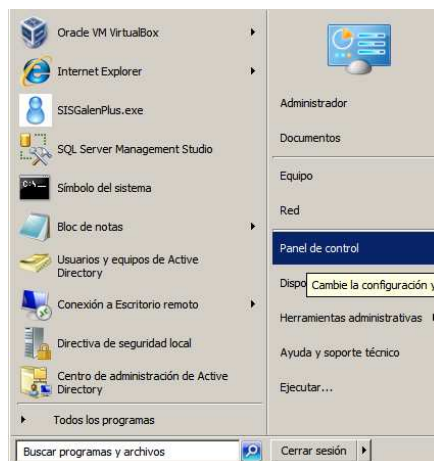 Oracle VM VirtualBox
Internet Explorer
SISGalenPlus.exe
SQL Server Management Studio
C:\
Símbolo del sistema
Bloc de notas
Usuarios y equipos de Active
Directory
Conexión a Escritorio remoto
Directiva de seguridad local
Centro de administración de Active
Directory
Todos los programas
Buscar programas y archivos
Administrador
Documentos
Equipo
Red
Panel de control
Dispo
Cambie la configuración y
Herramientas administrativas
Ayuda y soporte técnico
Ejecutar...
Cerrar sesión